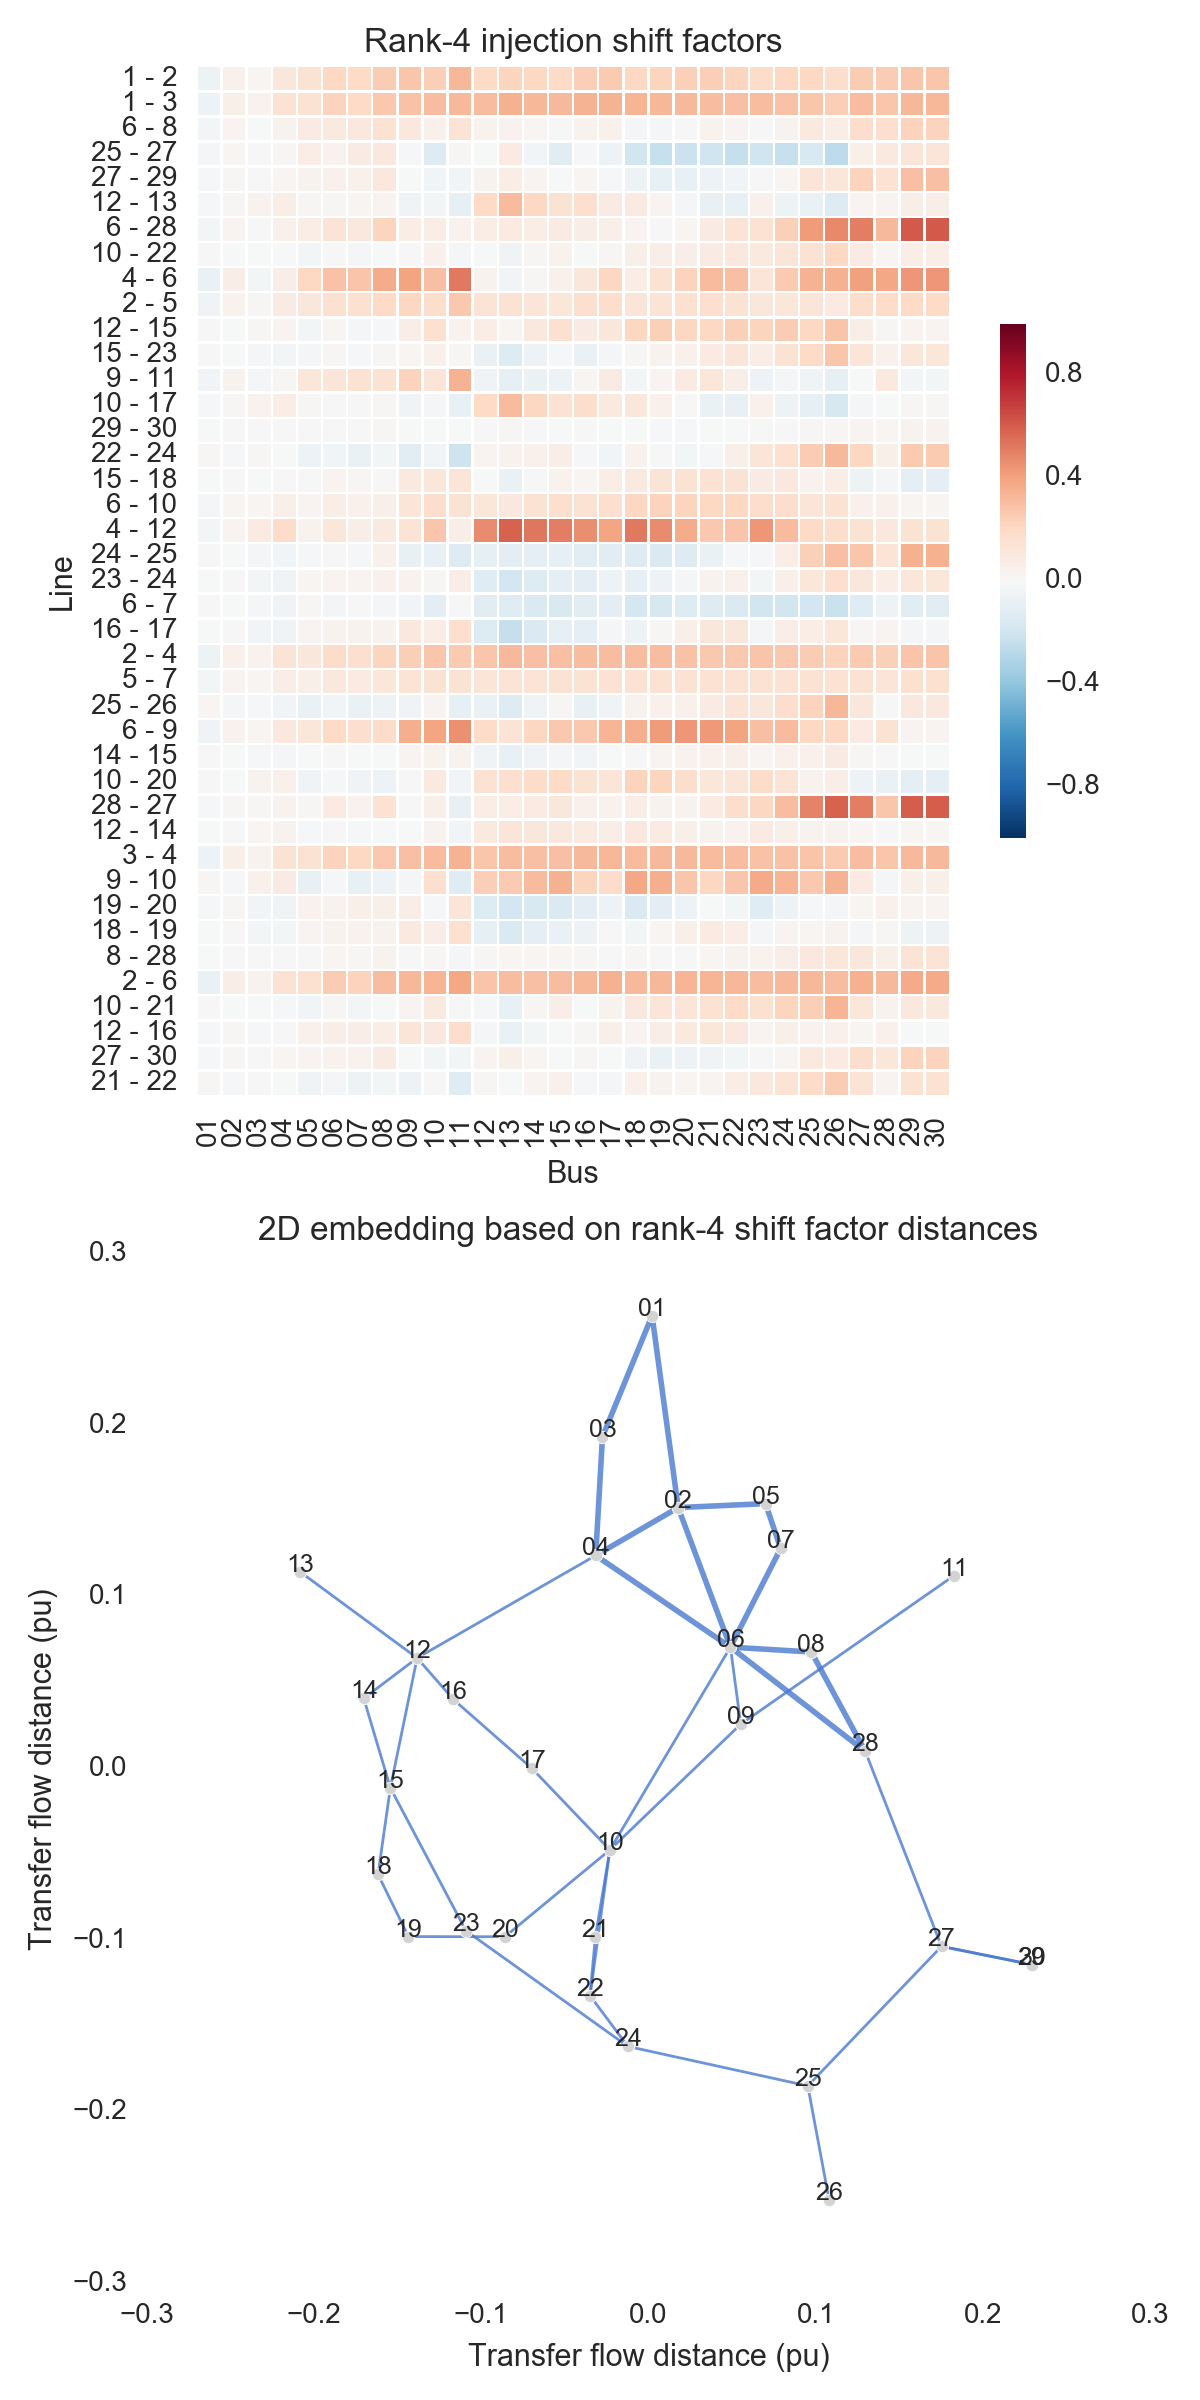 Rank-4 injection shift factors
1 - 2
1 - 3
6 - 8
25 - 27
27 - 29
12 - 13
6 - 28
10 - 22
4 - 6
2 - 5
12 - 15
15 - 23
9 - 11
10 - 17
29 - 30
22 - 24
15 - 18
6 - 10
4 - 12
24 - 25
23 - 24
6 - 7
16 - 17
2 - 4
5 - 7
25 - 26
6 - 9
14 - 15
10 - 20
28 - 27
12 - 14
3 - 4
9 - 10
19 - 20
18 - 19
8 - 28
2 - 6
10 - 21
12 - 16
27 - 30
21 - 22
Line
01 02 03 04 05 06 07 08 09 10 11 12 13 14 15 16 17 18 19 20 21 22 23 24 25 26 27 28 29 30
Bus
0.8
0.4
0.0
−0.4
−0.8
2D embedding based on rank-4 shift factor distances
0.3
0.2
0.1
0.0
−0.1
−0.2
−0.3
Transfer flow distance (pu)
01
03
02
05
04
07
13
11
12
06
08
14
16
09
28
17
15
10
18
19
23
20
21
27
29
30
22
24
25
26
−0.3 −0.2 −0.1 0.0 0.1 0.2 0.3
Transfer flow distance (pu)